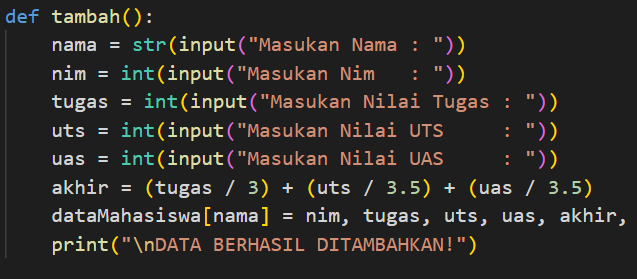 def tambah():
    nama = str(input("Masukan Nama : "))
    nim = int(input("Masukan Nim   : "))
    tugas = int(input("Masukan Nilai Tugas : "))
    uts = int(input("Masukan Nilai UTS     : "))
    uas = int(input("Masukan Nilai UAS     : "))
    akhir = (tugas / 3) + (uts / 3.5) + (uas / 3.5)
    dataMahasiswa[nama] = nim, tugas, uts, uas, akhir,
    print("\nDATA BERHASIL DITAMBAHKAN!")